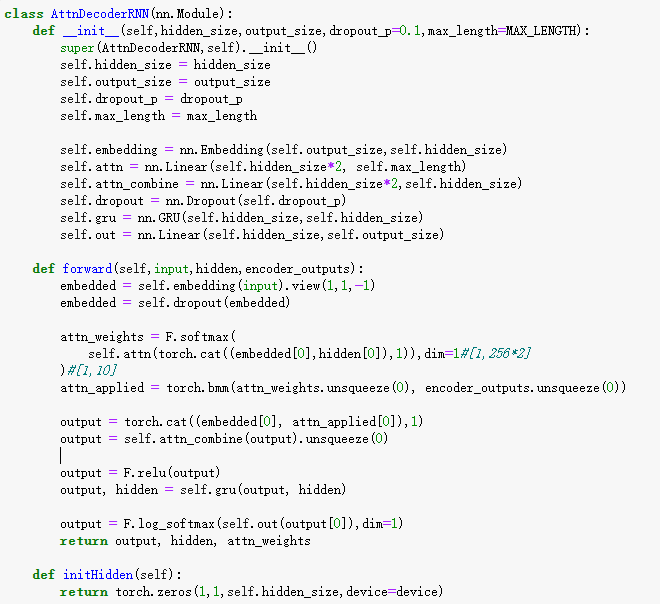 class AttnDecoderRNN(nn.Module):
    def __init__(self,hidden_size,output_size,dropout_p=0.1,max_length=MAX_LENGTH):
        super(AttnDecoderRNN,self).__init__()
        self.hidden_size = hidden_size
        self.output_size = output_size
        self.dropout_p = dropout_p
        self.max_length = max_length

        self.embedding = nn.Embedding(self.output_size,self.hidden_size)
        self.attn = nn.Linear(self.hidden_size*2, self.max_length)
        self.attn_combine = nn.Linear(self.hidden_size*2,self.hidden_size)
        self.dropout = nn.Dropout(self.dropout_p)
        self.gru = nn.GRU(self.hidden_size,self.hidden_size)
        self.out = nn.Linear(self.hidden_size,self.output_size)

    def forward(self,input,hidden,encoder_outputs):
        embedded = self.embedding(input).view(1,1,-1)
        embedded = self.dropout(embedded)

        attn_weights = F.softmax(
            self.attn(torch.cat((embedded[0],hidden[0]),1)),dim=1#[1,256*2]
        )#[1,10]
        attn_applied = torch.bmm(attn_weights.unsqueeze(0), encoder_outputs.unsqueeze(0))

        output = torch.cat((embedded[0], attn_applied[0]),1)
        output = self.attn_combine(output).unsqueeze(0)

        output = F.relu(output)
        output, hidden = self.gru(output, hidden)

        output = F.log_softmax(self.out(output[0]),dim=1)
        return output, hidden, attn_weights

    def initHidden(self):
        return torch.zeros(1,1,self.hidden_size,device=device)